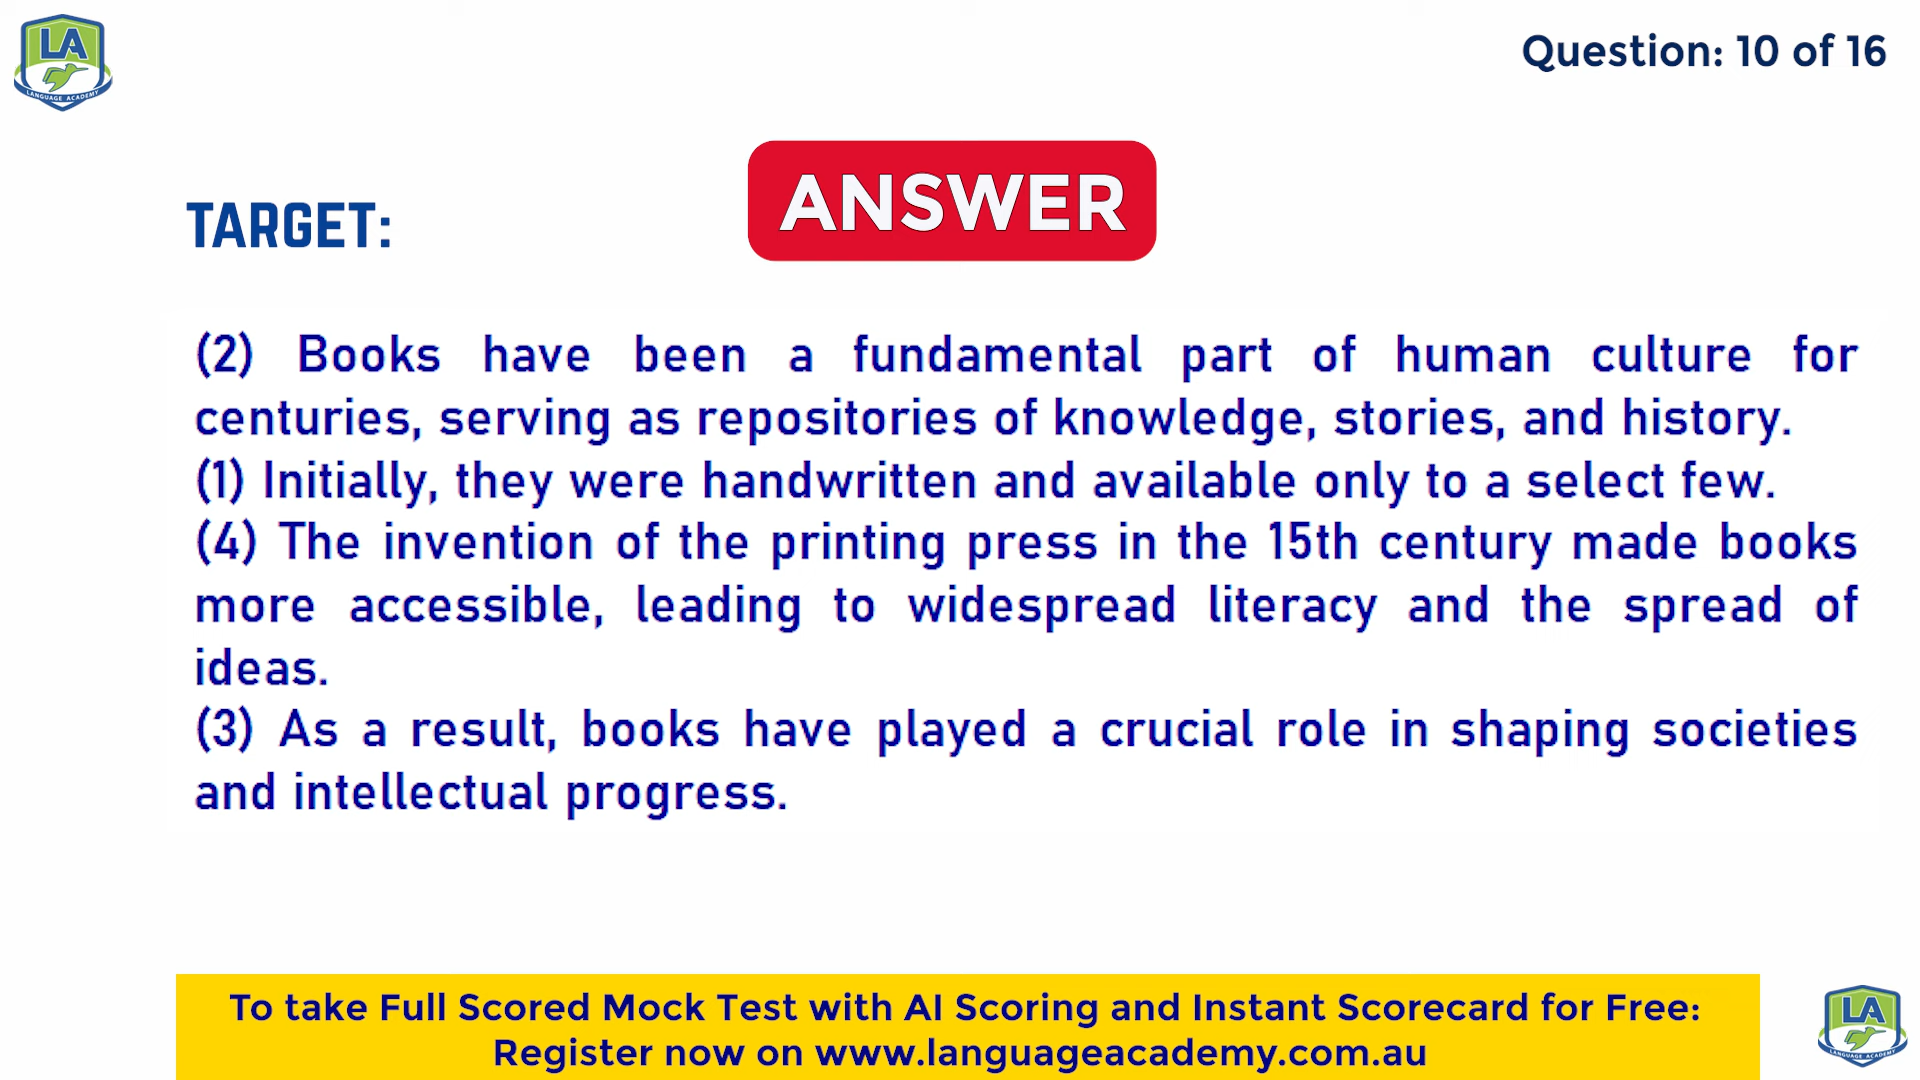 LA
LANGUAGE ACADEMY
Question: 10 of 16
ANSWER
TARGET:
(2) Books have been a fundamental part of human culture for
centuries, serving as repositories of knowledge, stories, and history.
(1) Initially, they were handwritten and available only to a select few.
(4) The invention of the printing press in the 15th century made books
more accessible, leading to widespread literacy and the spread of
ideas.
(3) As a result, books have played a crucial role in shaping societies
and intellectual progress.
To take Full Scored Mock Test with AI Scoring and Instant Scorecard for Free:
Register now on www.languageacademy.com.au
LA
LANGUAGE ACADEMY